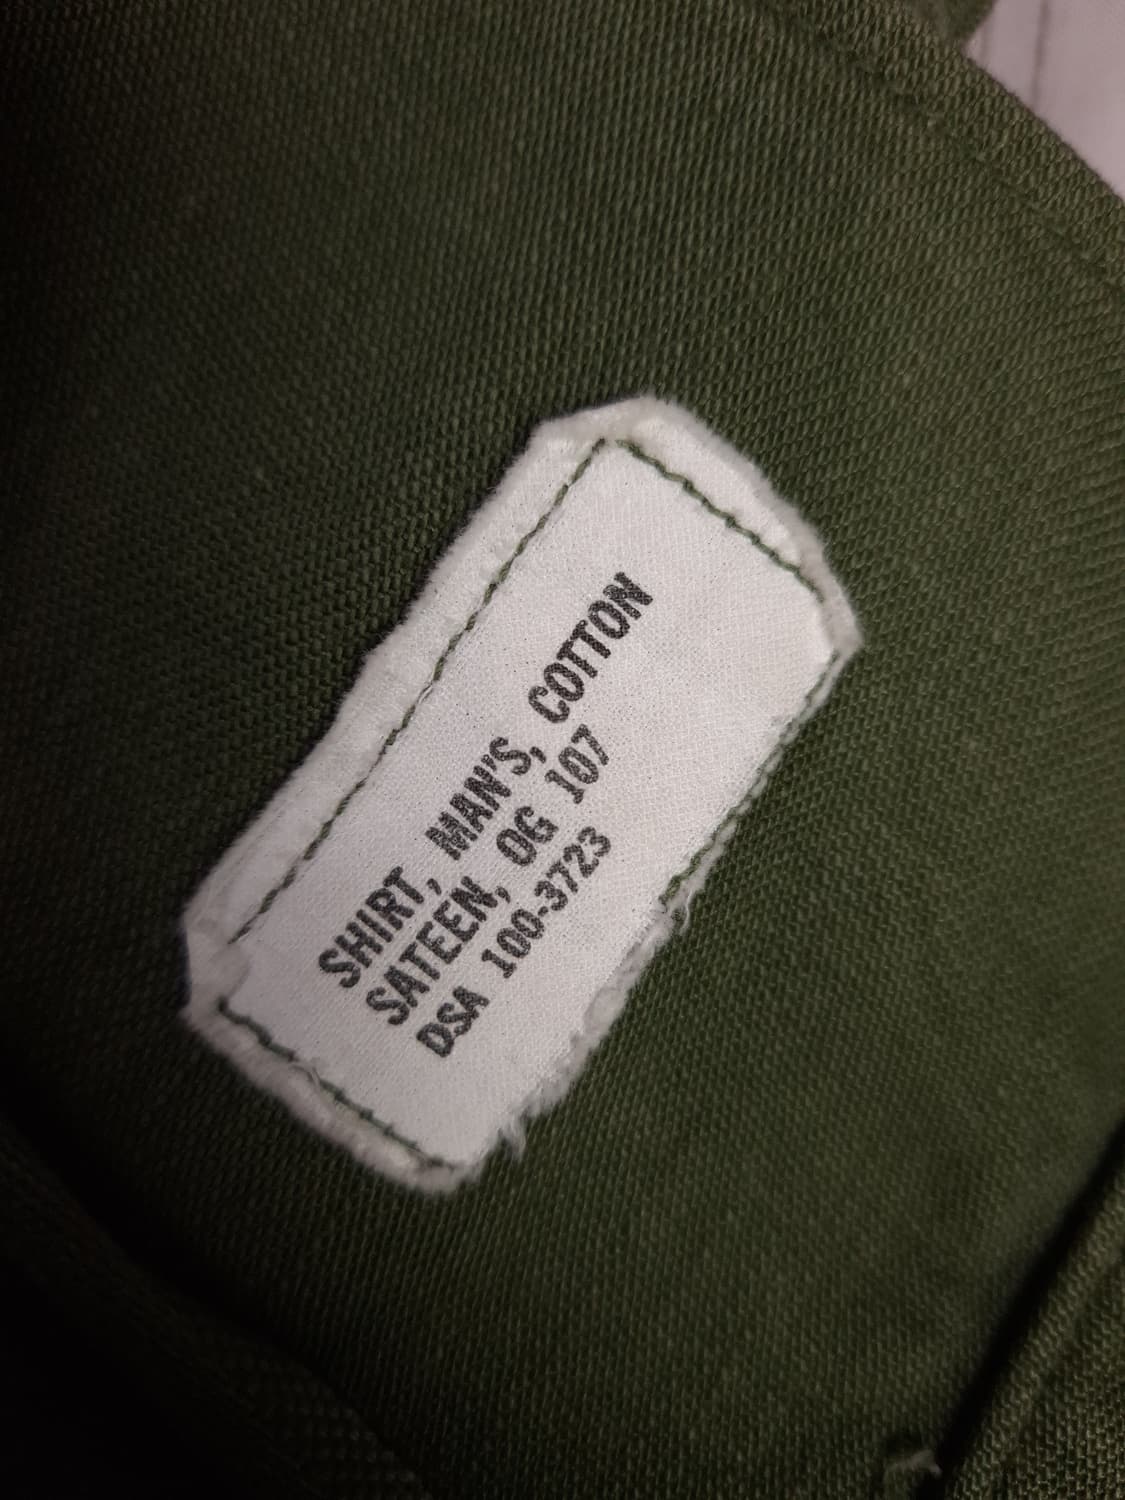 SHIRT, MAN'S, COTTON
SATEEN, OG 107
DSA 100-3723